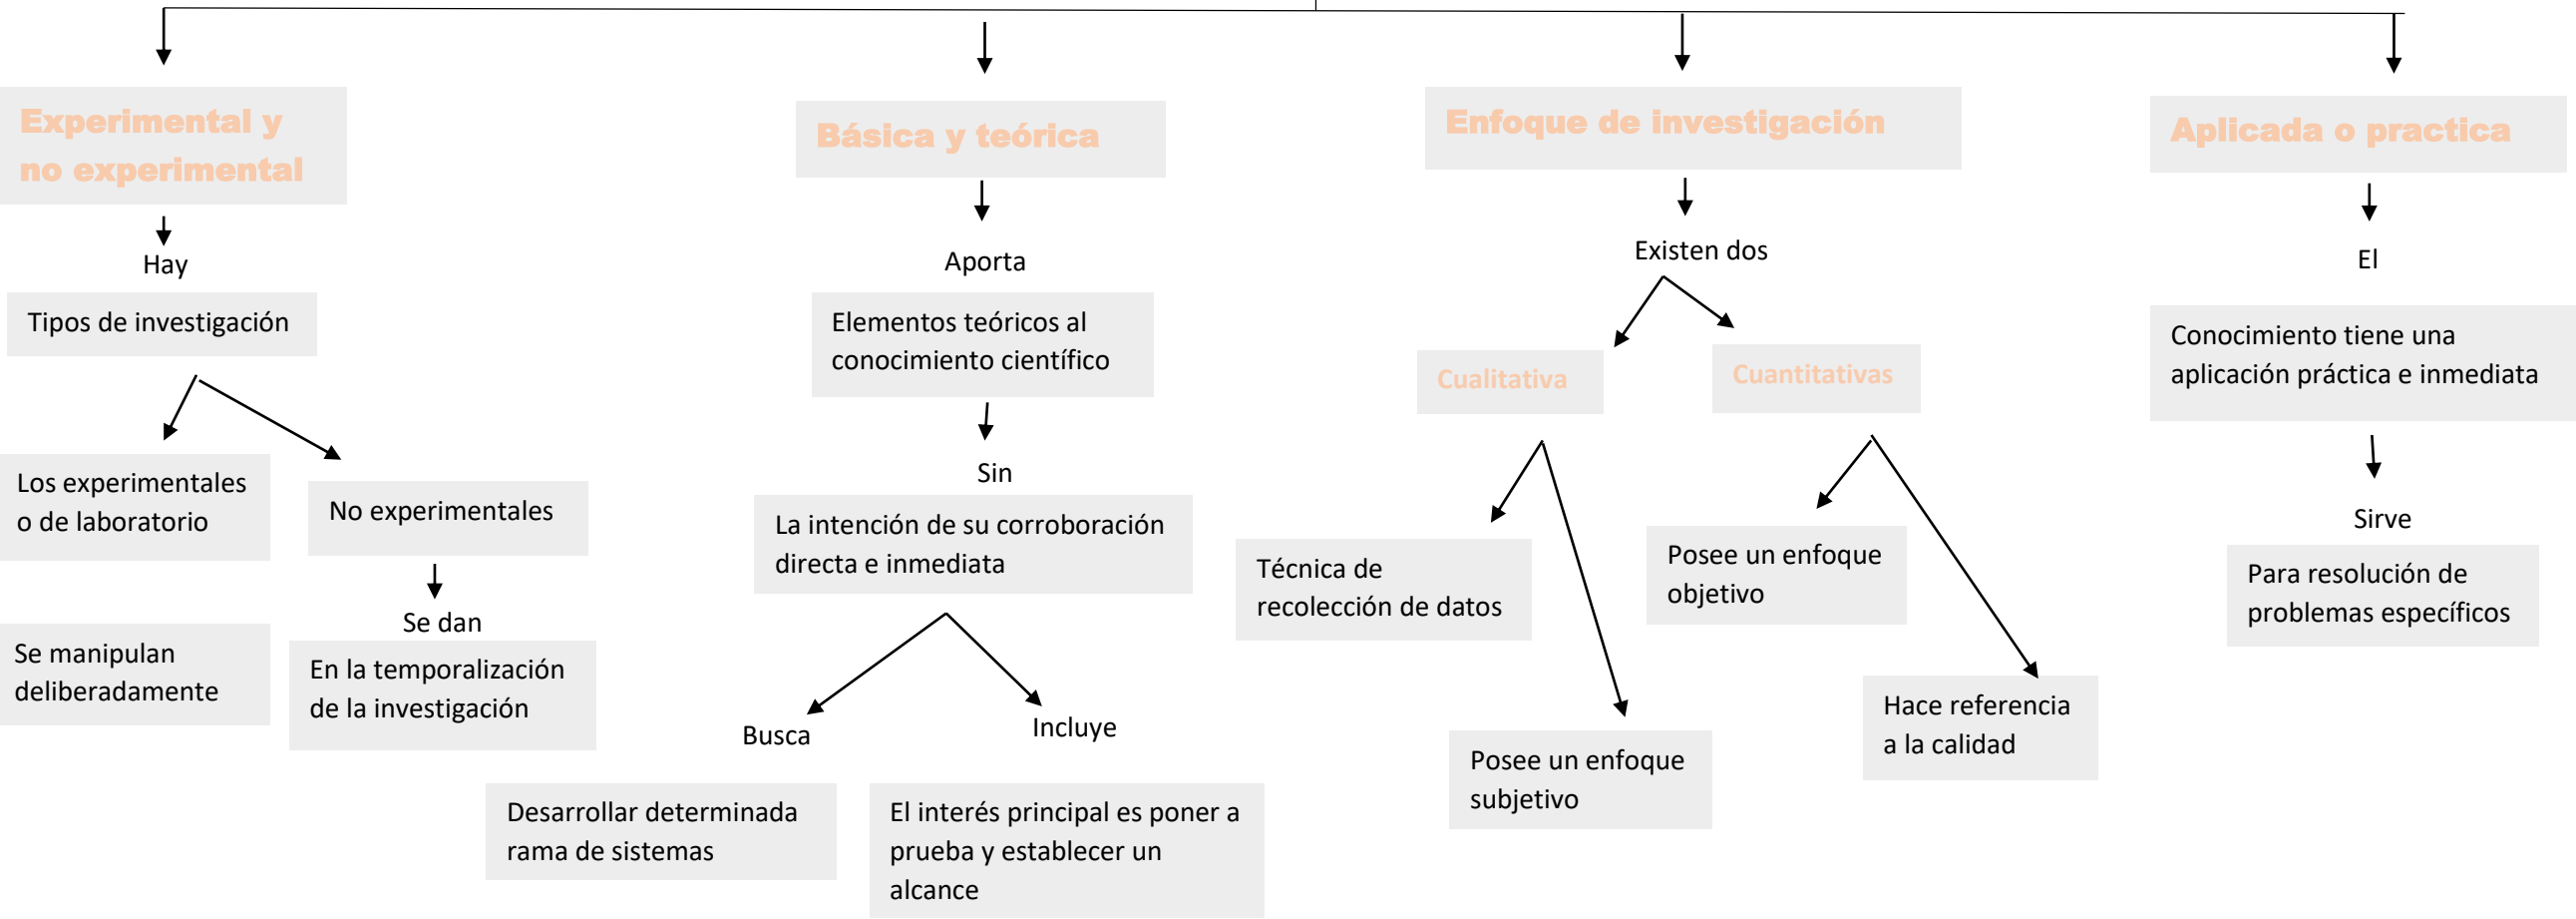 Experimental y
no experimental
Hay
Tipos de investigación
Los experimentales
o de laboratorio
Se manipulan
deliberadamente
No experimentales
Se dan
En la temporalización
de la investigación
Básica y teórica
Aporta
Elementos teóricos al
conocimiento científico
Sin
La intención de su corroboración
directa e inmediata
Busca
Desarrollar determinada
rama de sistemas
Incluye
El interés principal es poner a
prueba y establecer un
alcance
Enfoque de investigación
Existen dos
Cualitativa
Técnica de
recolección de datos
Posee un enfoque
subjetivo
Cuantitativas
Posee un enfoque
objetivo
Hace referencia
a la calidad
Aplicada o practica
El
Conocimiento tiene una
aplicación práctica e inmediata
Sirve
Para resolución de
problemas específicos